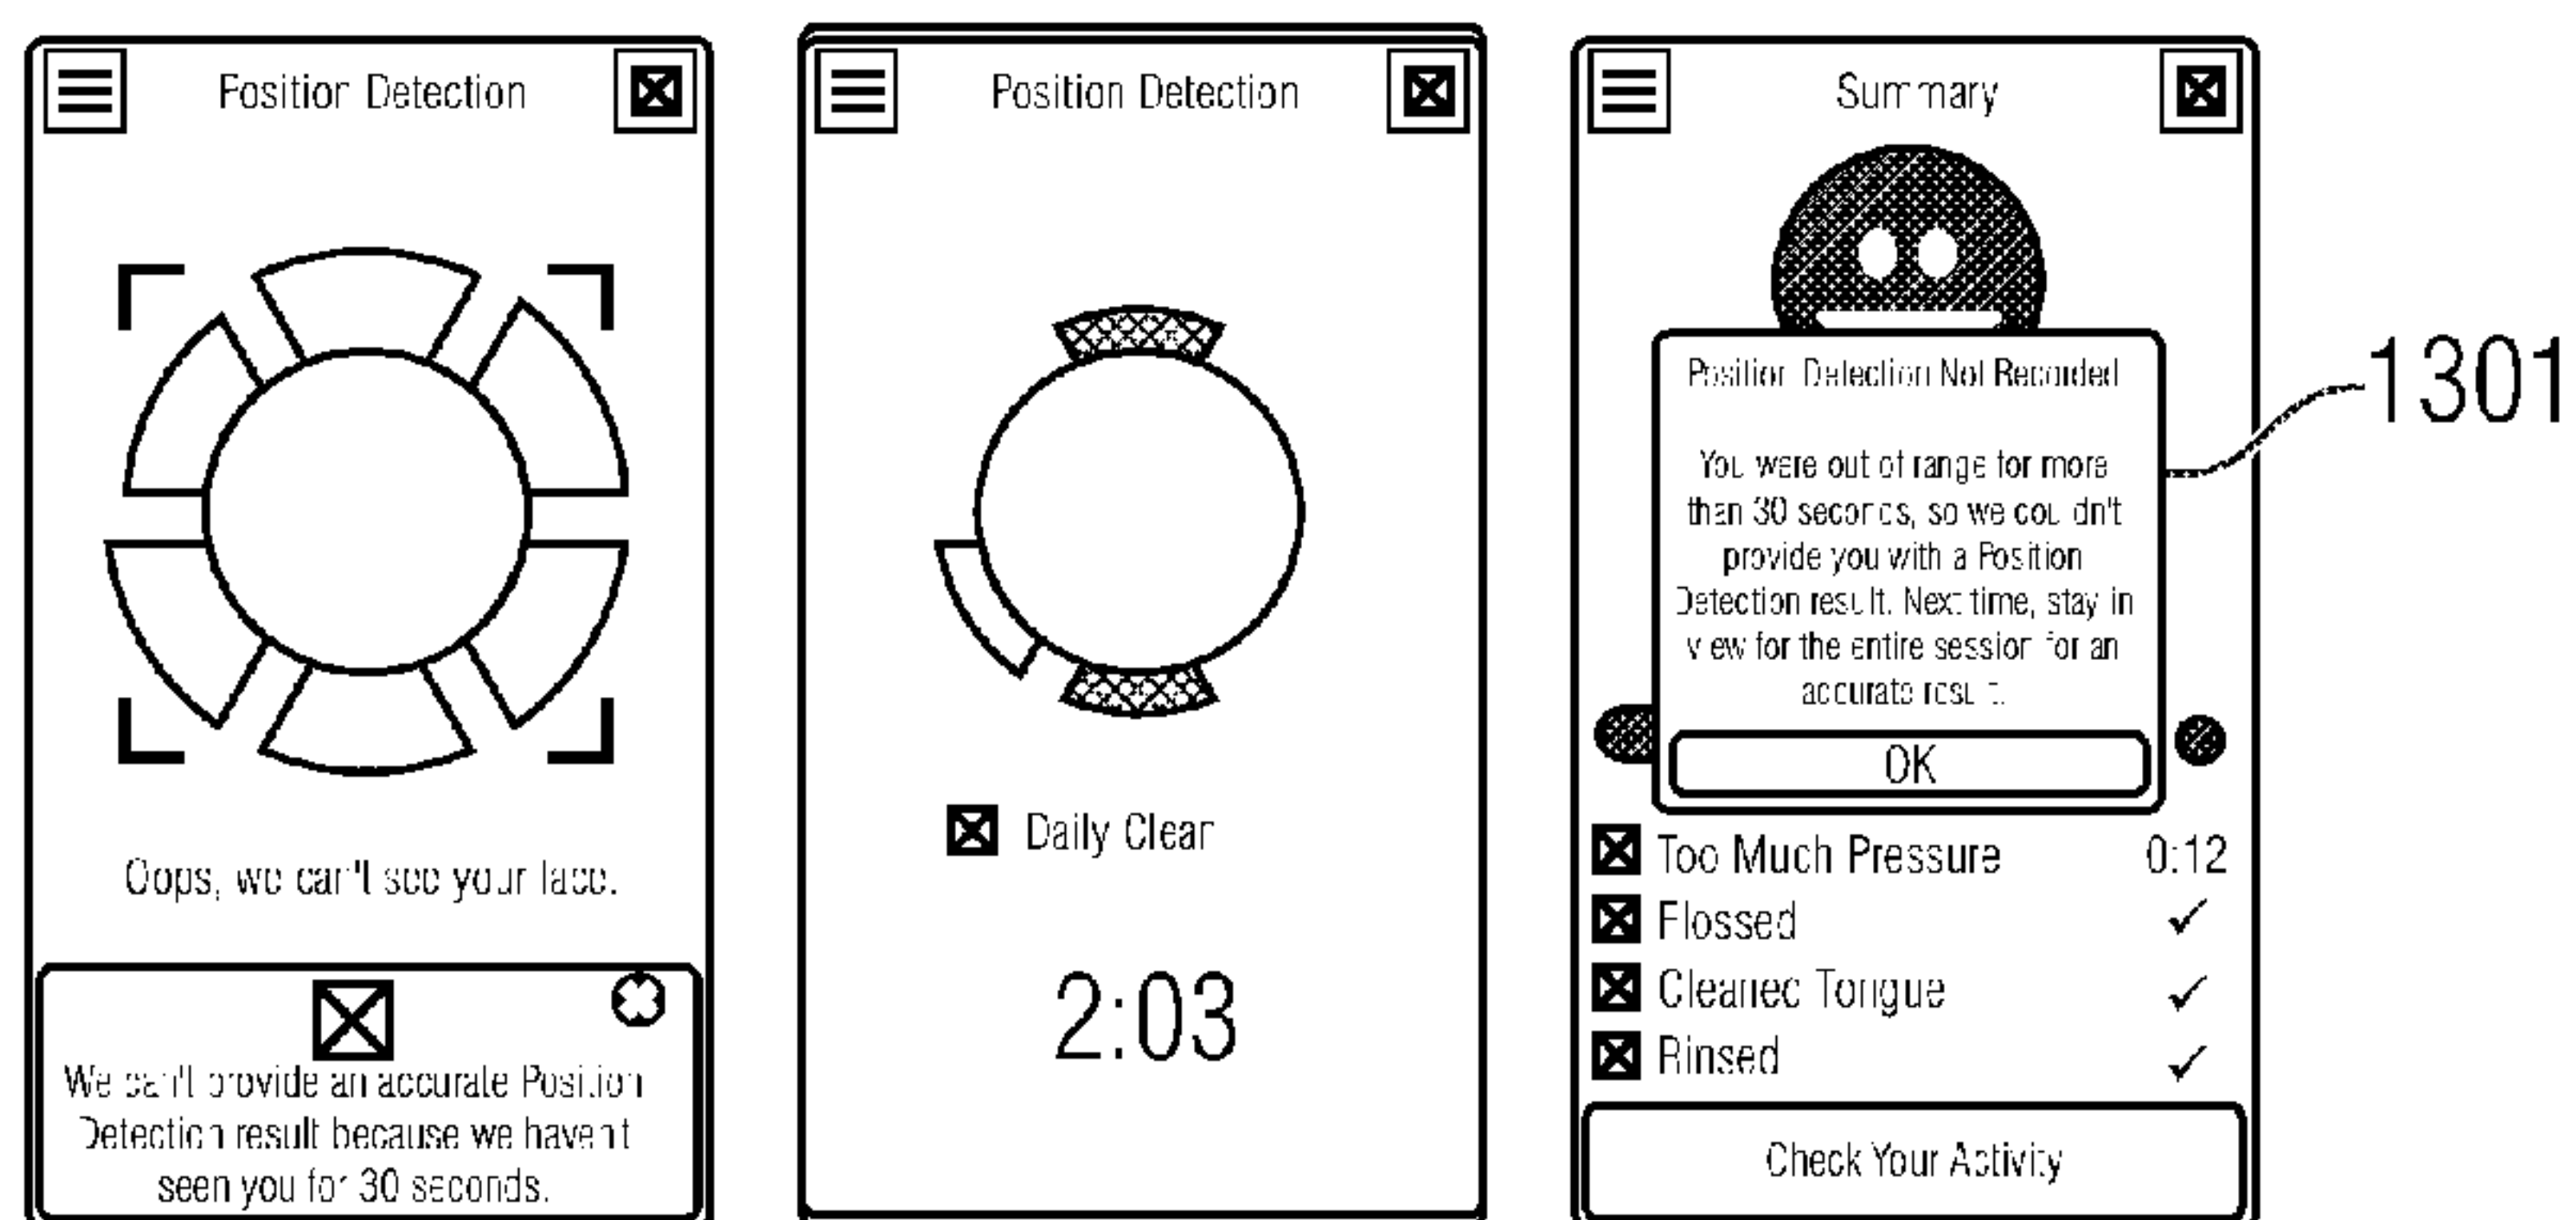 Position Detection
Oops, we can't see your face.
We can't provide an accurate Position
Detection result because we haven't
seen you for 30 seconds.
Position Detection
Daily Clean
2:03
Summary
Position Detection Not Recorded
You were out of range for more
than 30 seconds, so we couldn't
provide you with a Position
Detection result. Next time, stay in
view for the entire session for an
accurate result.
OK
1301
Too Much Pressure 0:12
Flossed ✓
Cleaned Tongue ✓
Rinsed ✓
Check Your Activity